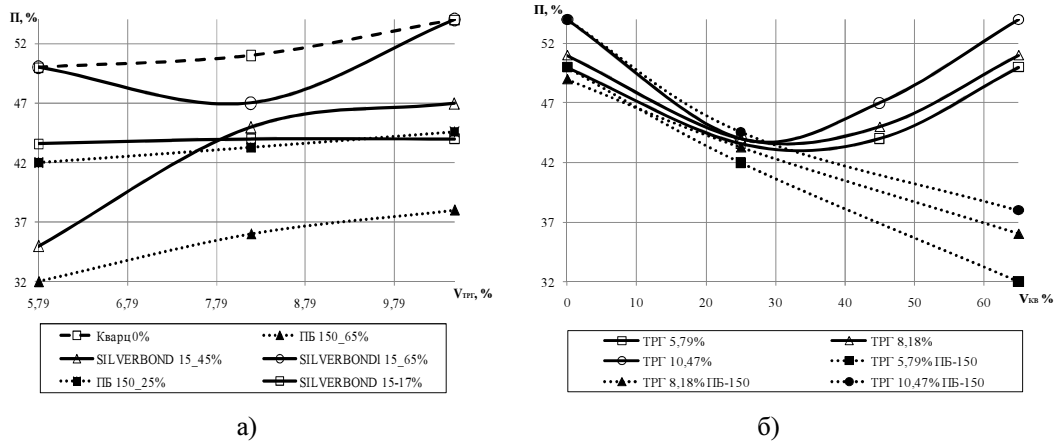 П, %
52
47
42
37
32
5,79
6,79
7,79
8,79
9,79
V_ТРГ, %
Кварц 0%
ПБ 150_65%
SILVERBOND 15_45%
SILVERBONDI 15_65%
ПБ 150_25%
SILVERBOND 15-17%
а)
П, %
52
47
42
37
32
0
10
20
30
40
50
60
V_КВ %
ТРГ 5,79%
ТРГ 8,18%
ТРГ 10,47%
ТРГ 5,79% ПБ-150
ТРГ 8,18% ПБ-150
ТРГ 10,47% ПБ-150
б)